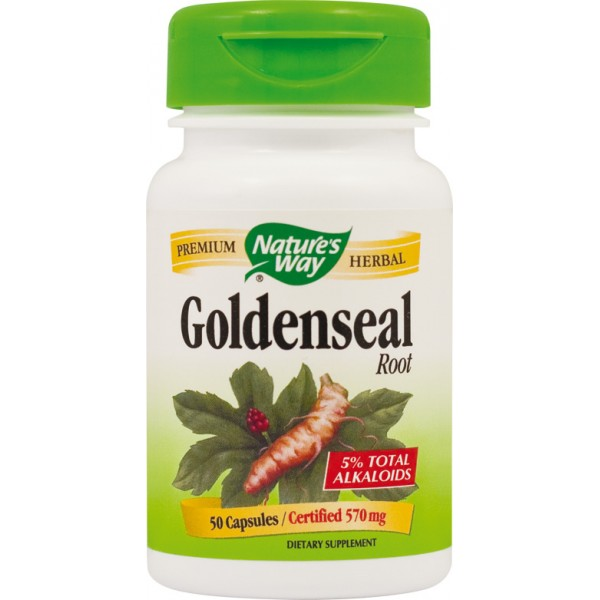 PREMIUM
Nature's
Way
®
HERBAL
Goldenseal
Root
5% TOTAL
ALKALOIDS
50 Capsules / Certified 570 mg
DIETARY SUPPLEMENT